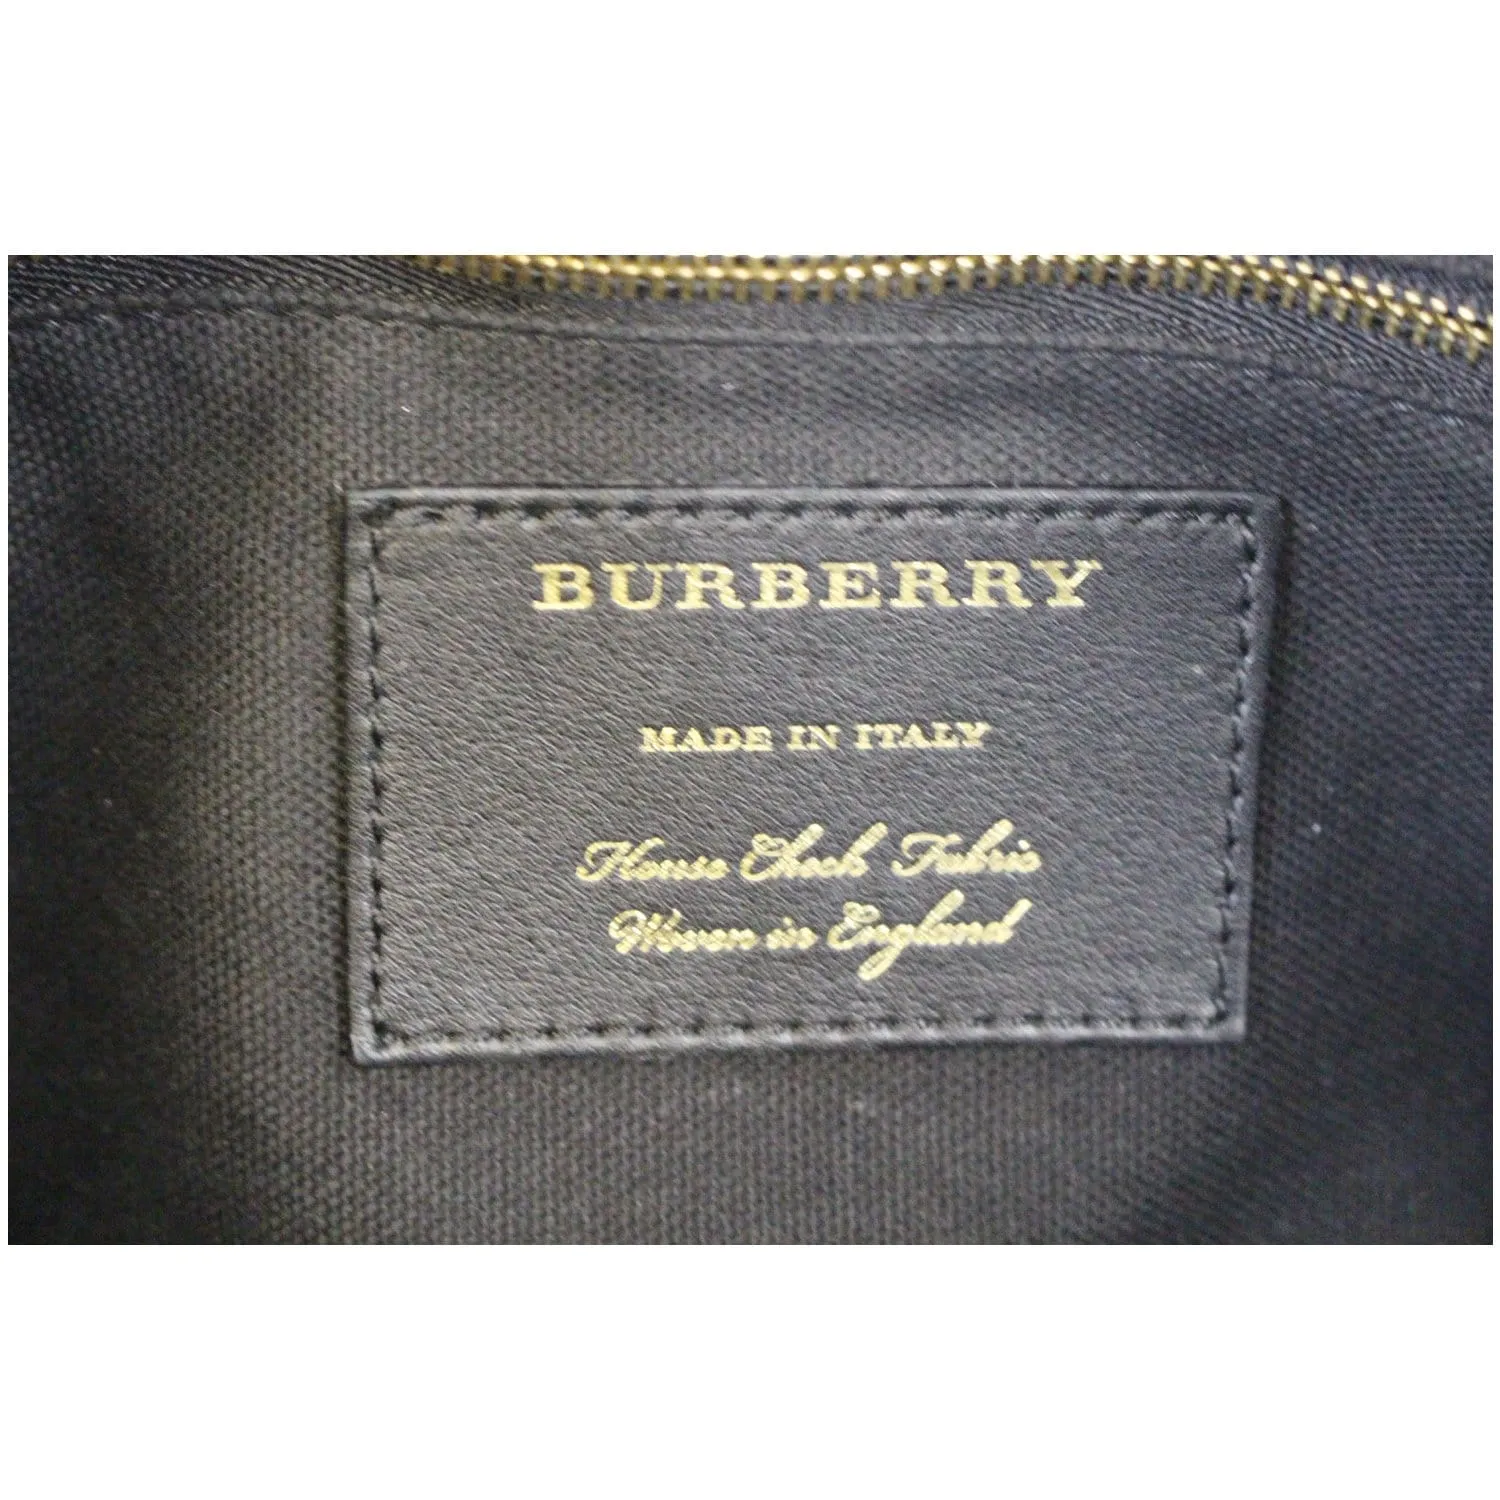 BURBERRY
MADE IN ITALY
House Check Fabric
Woven in England